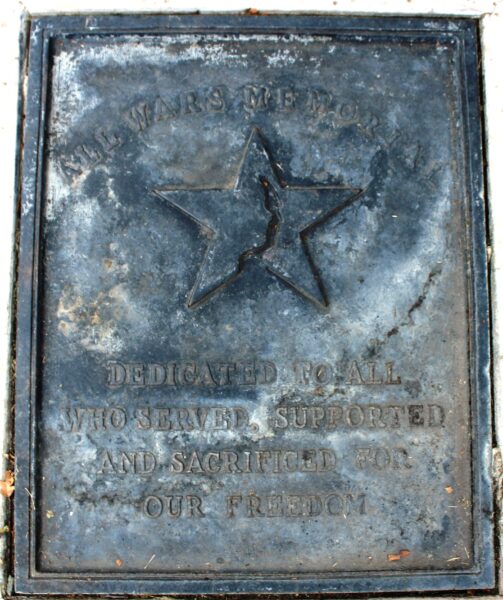 ALL WARS MEMORIAL
DEDICATED TO ALL
WHO SERVED, SUPPORTED
AND SACRIFICED FOR
OUR FREEDOM